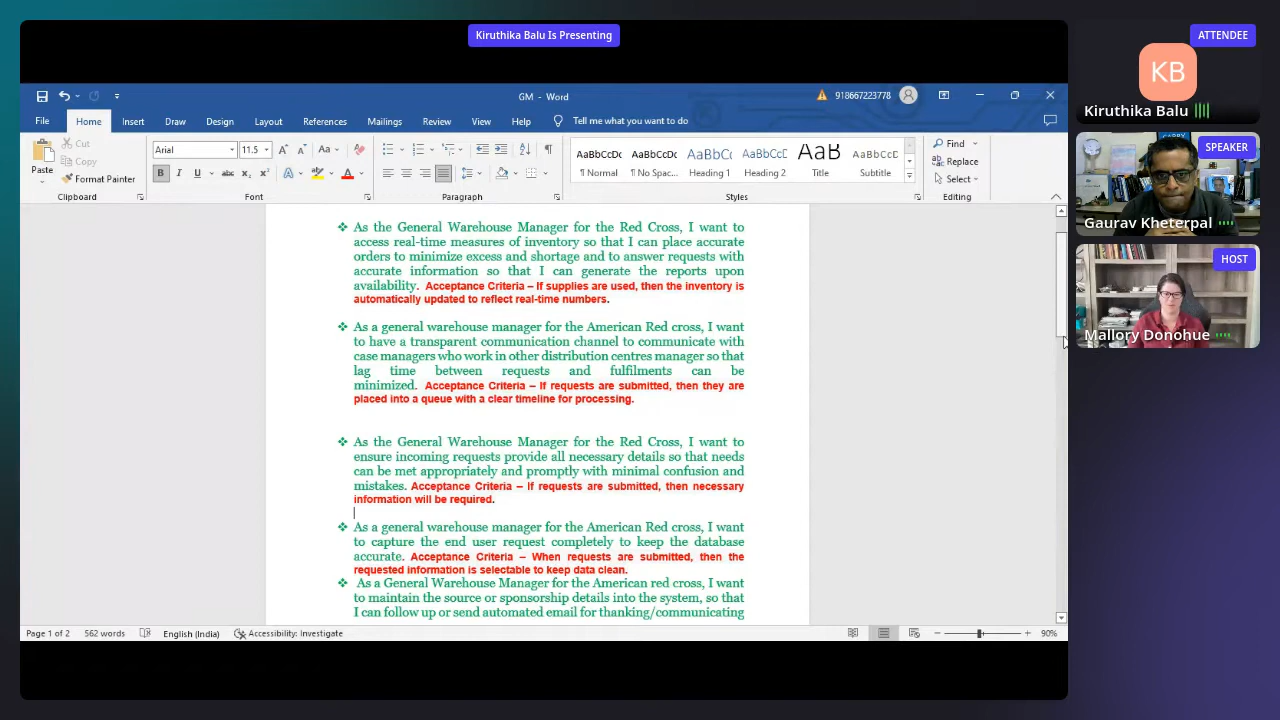 Kiruthika Balu Is Presenting
ATTENDEE
KB
Kiruthika Balu
SPEAKER
Gaurav Kheterpal
HOST
Mallory Donohue
GM - Word
918667223778
File Home Insert Draw Design Layout References Mailings Review View Help Tell me what you want to do
Paste
Cut
Copy
Format Painter
Clipboard
Arial 11.5
Font
Paragraph
AaBbCcDc AaBbCcDc AaBbCc AaBbCcD AaB AaBbCcD
¶ Normal ¶ No Spac... Heading 1 Heading 2 Title Subtitle
Styles
Find
Replace
Select
Editing
As the General Warehouse Manager for the Red Cross, I want to
access real-time measures of inventory so that I can place accurate
orders to minimize excess and shortage and to answer requests with
accurate information so that I can generate the reports upon
availability. Acceptance Criteria – If supplies are used, then the inventory is
automatically updated to reflect real-time numbers.
As a general warehouse manager for the American Red cross, I want
to have a transparent communication channel to communicate with
case managers who work in other distribution centres manager so that
lag time between requests and fulfilments can be
minimized. Acceptance Criteria – If requests are submitted, then they are
placed into a queue with a clear timeline for processing.
As the General Warehouse Manager for the Red Cross, I want to
ensure incoming requests provide all necessary details so that needs
can be met appropriately and promptly with minimal confusion and
mistakes. Acceptance Criteria – If requests are submitted, then necessary
information will be required.
As a general warehouse manager for the American Red cross, I want
to capture the end user request completely to keep the database
accurate. Acceptance Criteria – When requests are submitted, then the
requested information is selectable to keep data clean.
As a General Warehouse Manager for the American red cross, I want
to maintain the source or sponsorship details into the system, so that
I can follow up or send automated email for thanking/communicating
Page 1 of 2 562 words English (India) Accessibility: Investigate 90%